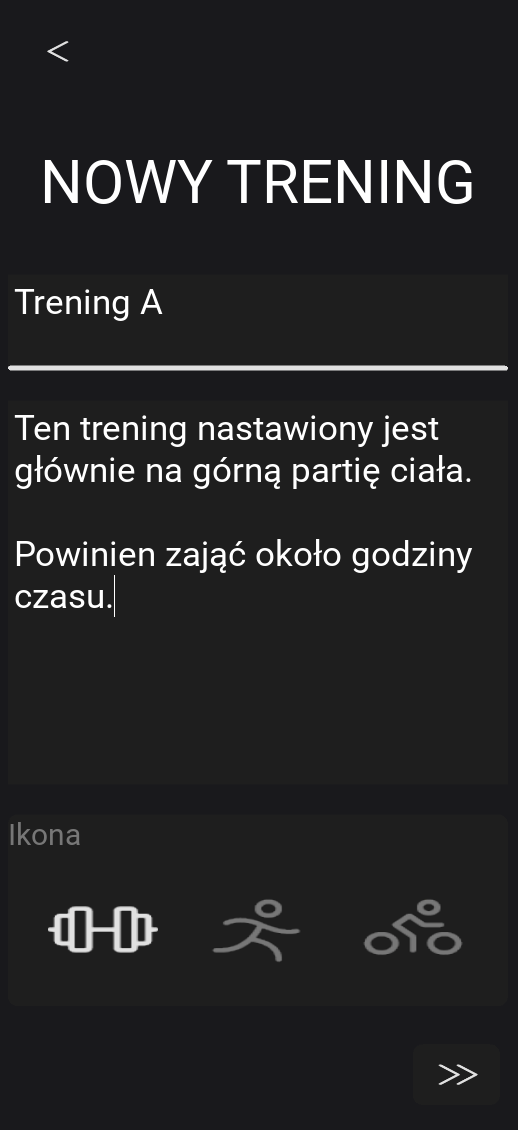 <
NOWY TRENING
Trening A
Ten trening nastawiony jest
głównie na górną partię ciała.
Powinien zająć około godziny
czasu.
Ikona
>>